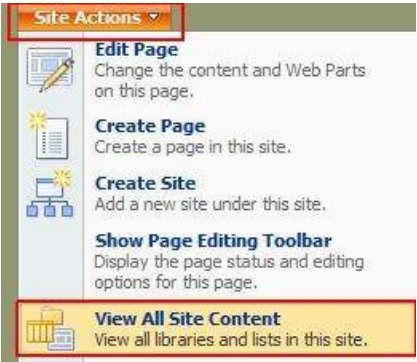 Site Actions
Edit Page
Change the content and Web Parts
on this page.
Create Page
Create a page in this site.
Create Site
Add a new site under this site.
Show Page Editing Toolbar
Display the page status and editing
options for this page.
View All Site Content
View all libraries and lists in this site.